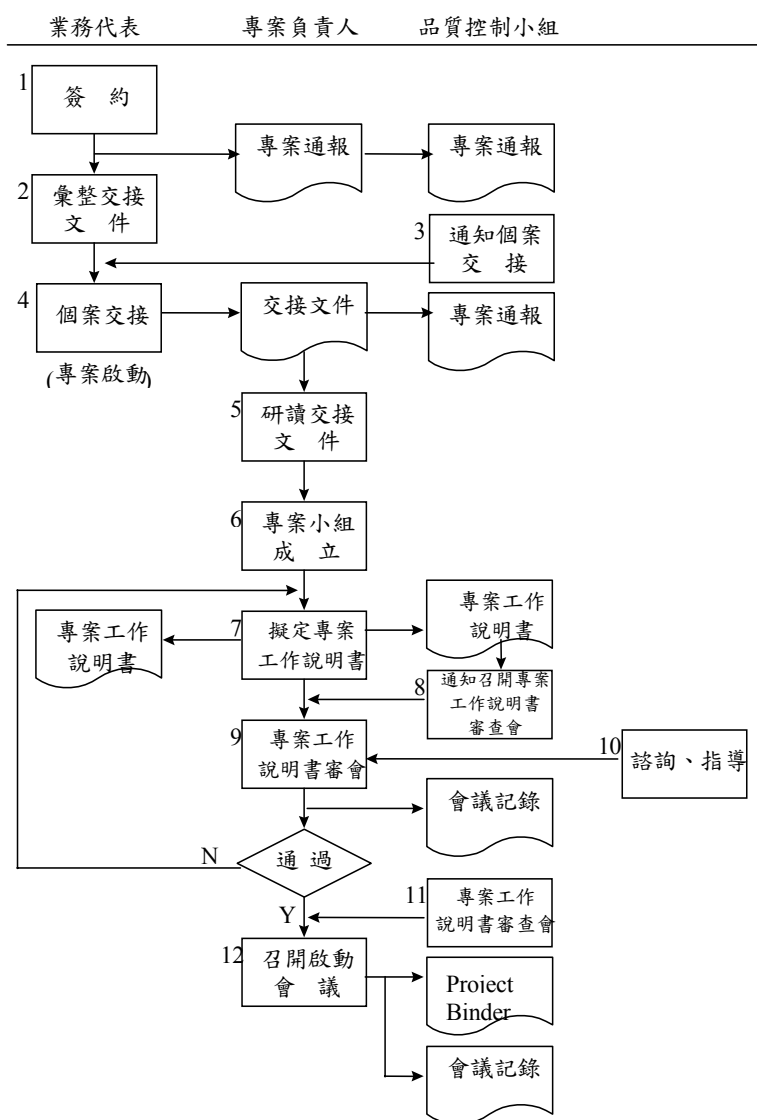 業務代表 專案負責人 品質控制小組
1
簽 約
專案通報
專案通報
2
彙整交接
文 件
3
通知個案
交 接
4
個案交接
(專案啟動)
交接文件
專案通報
5
研讀交接
文 件
6
專案小組
成 立
專案工作
說明書
7
擬定專案
工作說明書
專案工作
說明書
8
通知召開專案
工作說明書
審查會
9
專案工作
說明書審會
10
諮詢、指導
會議記錄
N
通 過
Y
11
專案工作
說明書審查會
12
召開啟動
會 議
Project
Binder
會議記錄